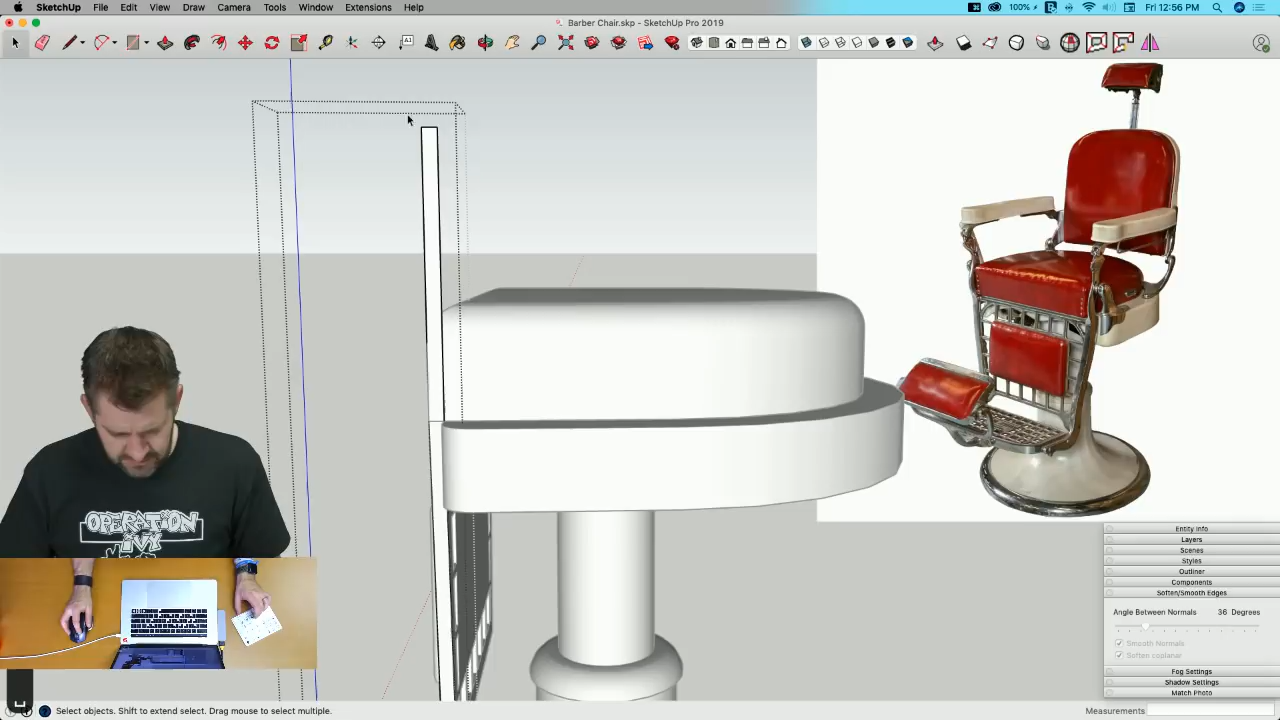 SketchUp File Edit View Draw Camera Tools Window Extensions Help
100% Fri 12:56 PM
Barber Chair.skp - SketchUp Pro 2019
Entity Info
Layers
Scenes
Styles
Outliner
Components
Soften/Smooth Edges
Angle Between Normals 36 Degrees
Smooth Normals
Soften coplanar
Fog Settings
Shadow Settings
Match Photo
OPERATION
IVY
Select objects. Shift to extend select. Drag mouse to select multiple.
Measurements